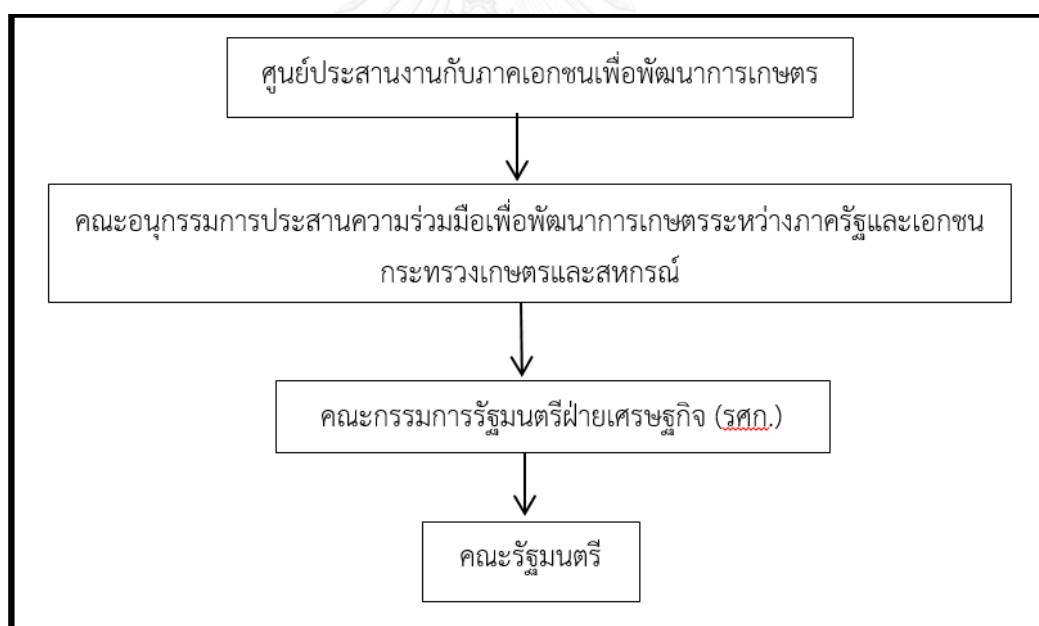 ศูนย์ประสานงานกับภาคเอกชนเพื่อพัฒนาการเกษตร
คณะอนุกรรมการประสานความร่วมมือเพื่อพัฒนาการเกษตรระหว่างภาครัฐและเอกชน
กระทรวงเกษตรและสหกรณ์
คณะกรรมการรัฐมนตรีฝ่ายเศรษฐกิจ (รศก.)
คณะรัฐมนตรี